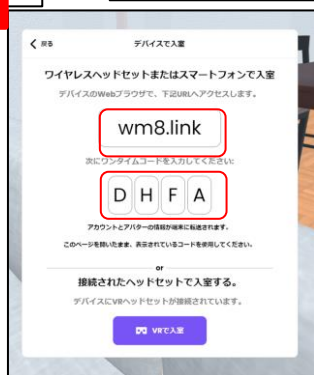 戻る
デバイスで入室
ワイヤレスヘッドセットまたはスマートフォンで入室
デバイスのWebブラウザで、下記URLへアクセスします。
wm8.link
次にワンタイムコードを入力してください:
D H F A
アカウントとアバターの情報が端末に転送されます。
このページを開いたまま、表示されているコードを使用してください。
or
接続されたヘッドセットで入室する。
デバイスにVRヘッドセットが接続されています。
VRで入室